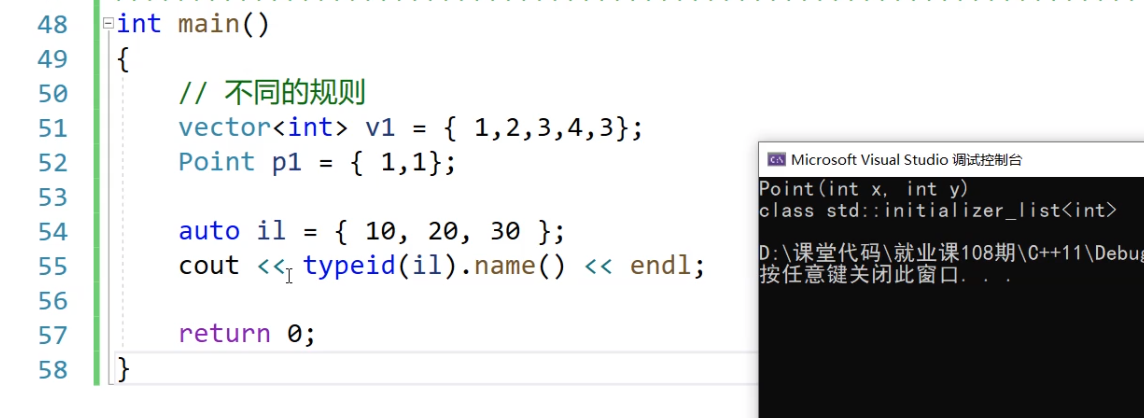 48 int main()
49 {
50 // 不同的规则
51 vector<int> v1 = { 1,2,3,4,3};
52 Point p1 = { 1,1};
53
54 auto il = { 10, 20, 30 };
55 cout << typeid(il).name() << endl;
56
57 return 0;
58 }
Microsoft Visual Studio 调试控制台
Point(int x, int y)
class std::initializer_list<int>
D:\课堂代码\就业课108期\C++11\Debug
按任意键关闭此窗口. . .